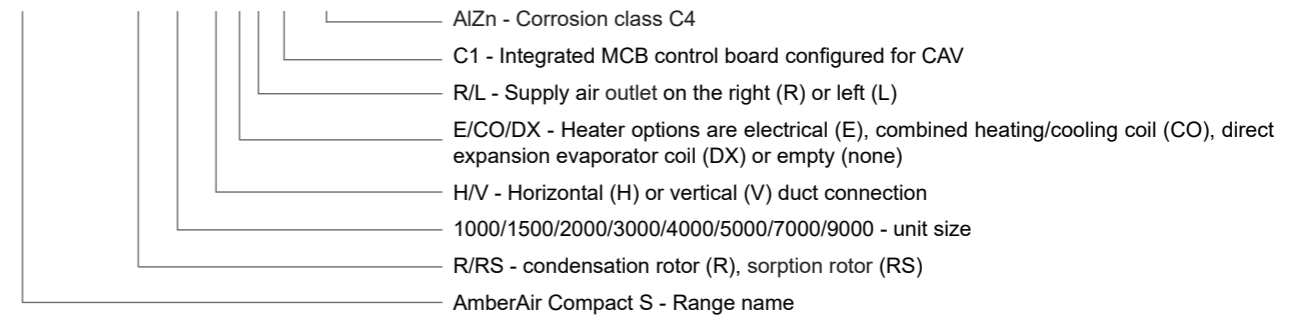 AlZn - Corrosion class C4
C1 - Integrated MCB control board configured for CAV
R/L - Supply air outlet on the right (R) or left (L)
E/CO/DX - Heater options are electrical (E), combined heating/cooling coil (CO), direct
expansion evaporator coil (DX) or empty (none)
H/V - Horizontal (H) or vertical (V) duct connection
1000/1500/2000/3000/4000/5000/7000/9000 - unit size
R/RS - condensation rotor (R), sorption rotor (RS)
AmberAir Compact S - Range name